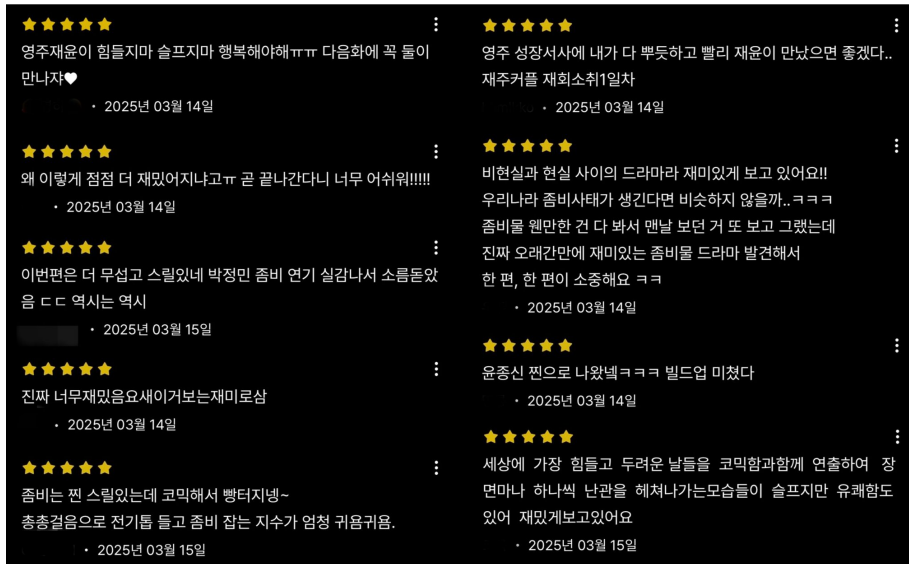 영주재윤이 힘들지마 슬프지마 행복해야해ㅠㅠ 다음화에 꼭 둘이
만나쟈♥
• 2025년 03월 14일
왜 이렇게 점점 더 재밌어지냐고ㅠ 곧 끝나간다니 너무 어쉬워!!!!!
• 2025년 03월 14일
이번편은 더 무섭고 스릴있네 박정민 좀비 연기 실감나서 소름돋았
음 ㄷㄷ 역시는 역시
• 2025년 03월 15일
진짜 너무재밌음요새이거보는재미로삼
• 2025년 03월 14일
좀비는 찐 스릴있는데 코믹해서 빵터지넹~
총총걸음으로 전기톱 들고 좀비 잡는 지수가 엄청 귀욤귀욤.
• 2025년 03월 15일
영주 성장서사에 내가 다 뿌듯하고 빨리 재윤이 만났으면 좋겠다..
재주커플 재회소취1일차
• 2025년 03월 14일
비현실과 현실 사이의 드라마라 재미있게 보고 있어요!!
우리나라 좀비사태가 생긴다면 비슷하지 않을까..ㅋㅋㅋ
좀비물 웬만한 건 다 봐서 맨날 보던 거 또 보고 그랬는데
진짜 오래간만에 재미있는 좀비물 드라마 발견해서
한 편, 한 편이 소중해요 ㅋㅋ
• 2025년 03월 14일
윤종신 찐으로 나왔넼ㅋㅋㅋ 빌드업 미쳤다
• 2025년 03월 14일
세상에 가장 힘들고 두려운 날들을 코믹함과함께 연출하여 장
면마다 하나씩 난관을 헤쳐나가는모습들이 슬프지만 유쾌함도
있어 재밌게보고있어요
• 2025년 03월 15일